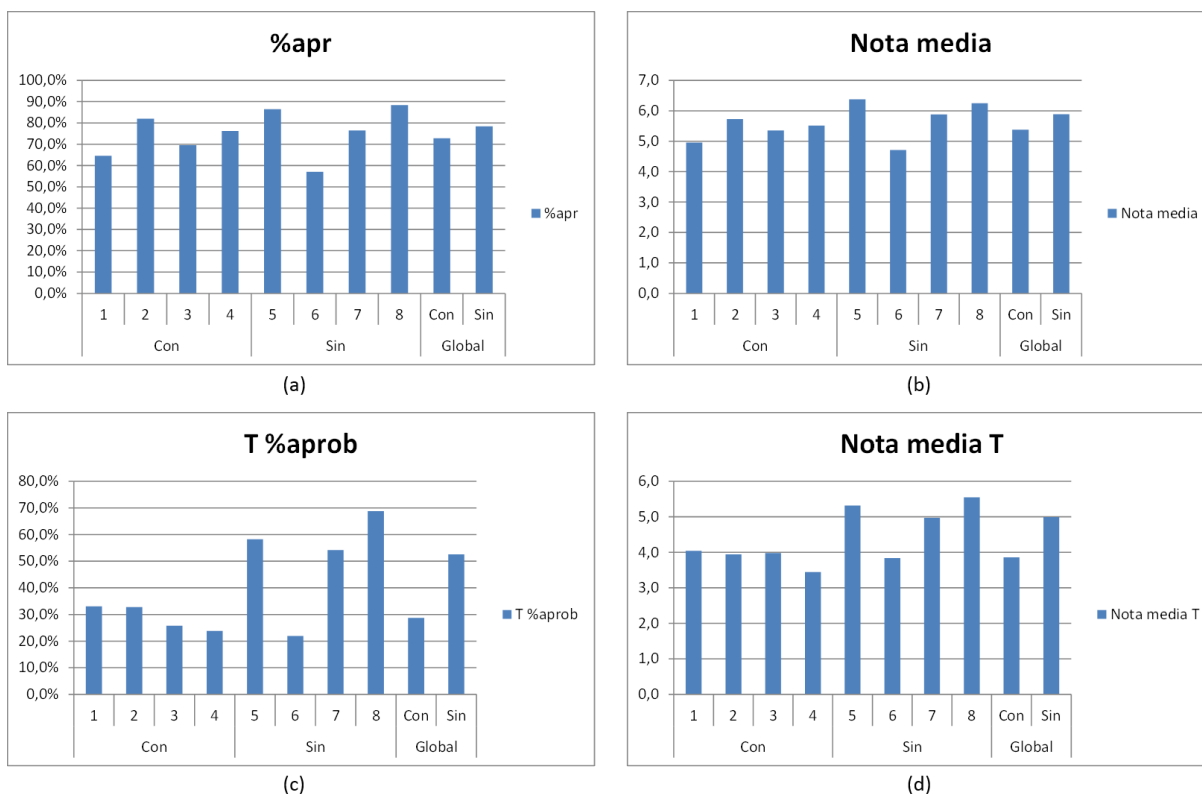 %apr
100,0%
90,0%
80,0%
70,0%
60,0%
50,0%
40,0%
30,0%
20,0%
10,0%
0,0%
1 2 3 4 5 6 7 8 Con Sin
Con Sin Global
%apr
(a)
Nota media
7,0
6,0
5,0
4,0
3,0
2,0
1,0
0,0
1 2 3 4 5 6 7 8 Con Sin
Con Sin Global
Nota media
(b)
T %aprob
80,0%
70,0%
60,0%
50,0%
40,0%
30,0%
20,0%
10,0%
0,0%
1 2 3 4 5 6 7 8 Con Sin
Con Sin Global
T %aprob
(c)
Nota media T
6,0
5,0
4,0
3,0
2,0
1,0
0,0
1 2 3 4 5 6 7 8 Con Sin
Con Sin Global
Nota media T
(d)